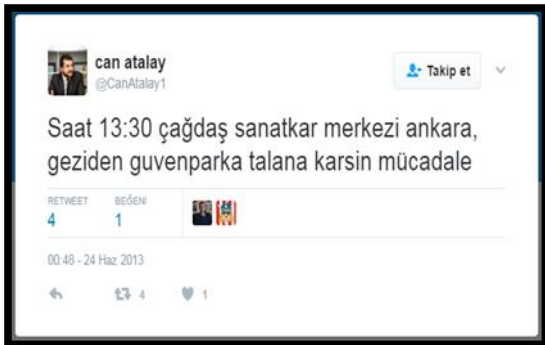 can atalay
@CanAtalay1
Takip et
Saat 13:30 çağdaş sanatkar merkezi ankara,
geziden guvenparka talana karsin mücadale
RETWEET BEĞENİ
4 1
00:48 - 24 Haz 2013
4 1